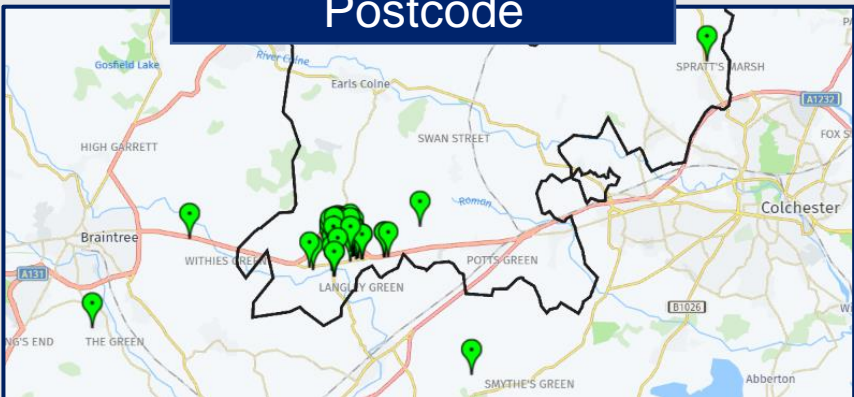 Postcode
Gosfield Lake
River Colne
Earls Colne
SPRATT'S MARSH
A1232
HIGH GARRETT
SWAN STREET
FOX S
Roman
Braintree
Colchester
WITHIES GREEN
POTTS GREEN
A131
LANGLEY GREEN
B1026
NG'S END
THE GREEN
SMYTHE'S GREEN
Abberton